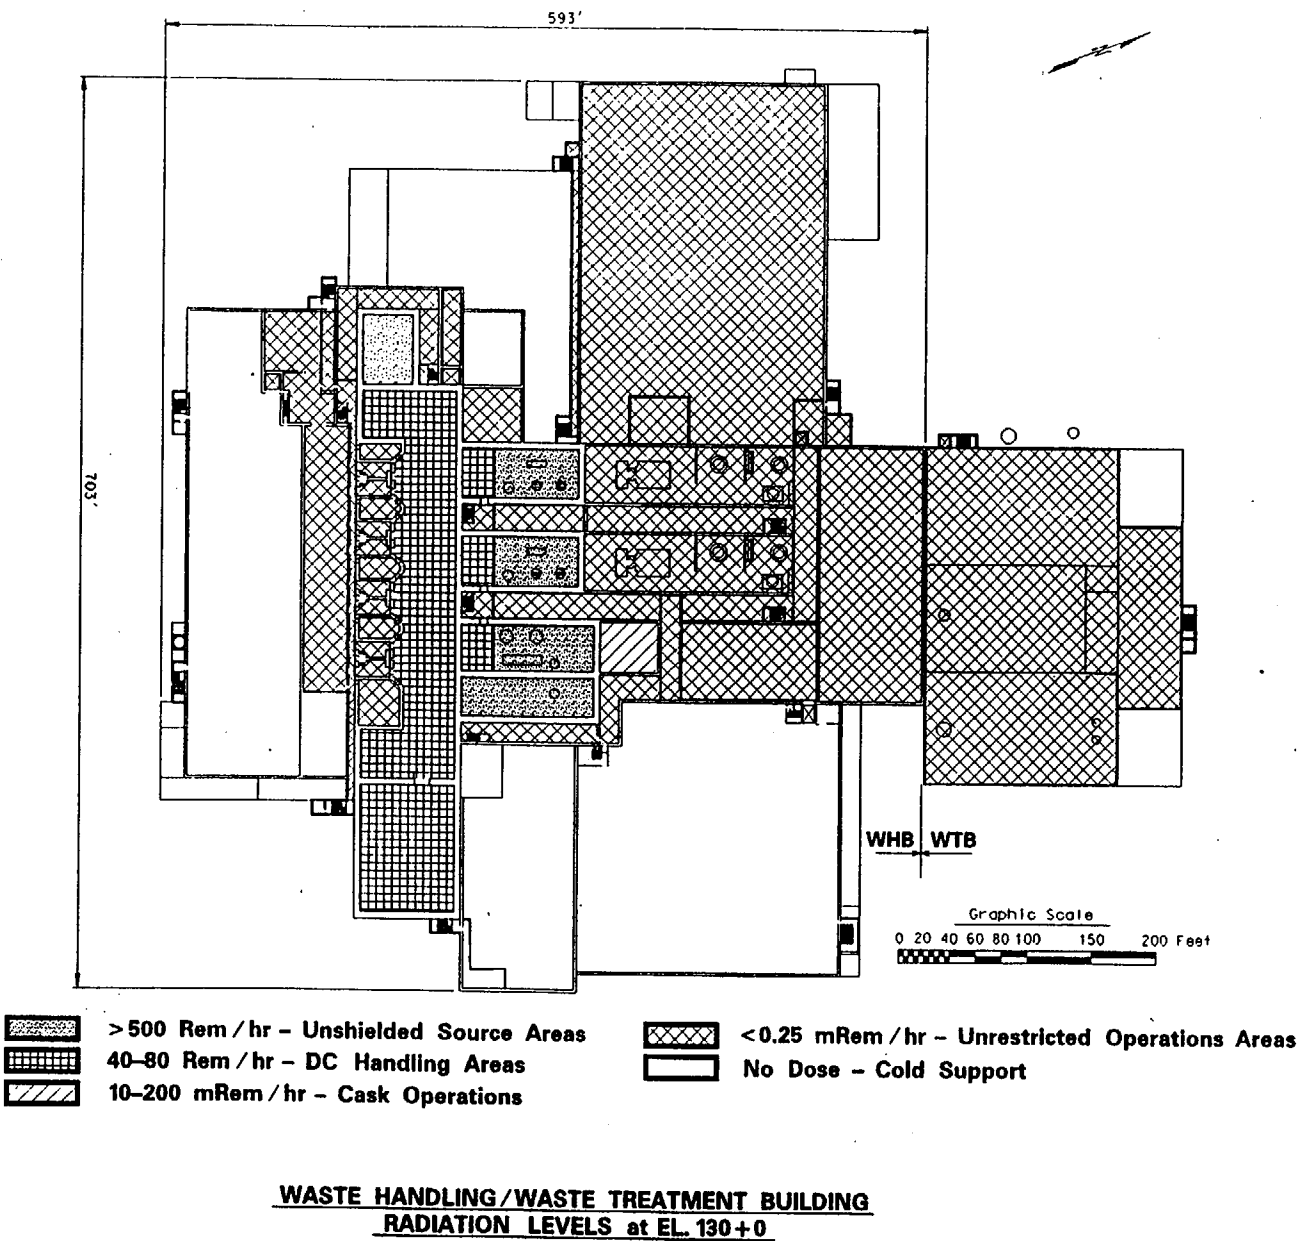 593'
N
703'
WHB WTB
Graphic Scale
0 20 40 60 80 100 150 200 Feet
>500 Rem/hr – Unshielded Source Areas
40–80 Rem/hr – DC Handling Areas
10–200 mRem/hr – Cask Operations
<0.25 mRem/hr – Unrestricted Operations Areas
No Dose – Cold Support
WASTE HANDLING/WASTE TREATMENT BUILDING
RADIATION LEVELS at EL. 130+0